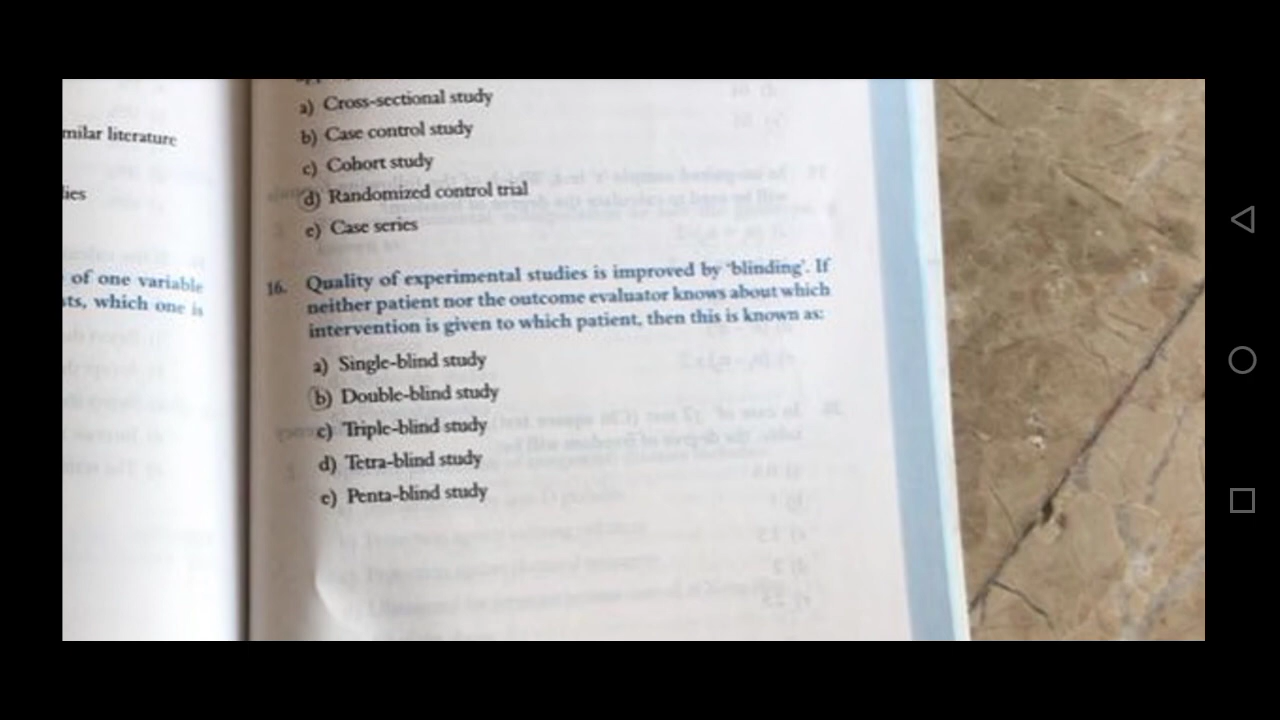 milar literature
lies
of one variable
sts, which one is
a) Cross-sectional study
b) Case control study
c) Cohort study
d) Randomized control trial
e) Case series
16. Quality of experimental studies is improved by 'blinding'. If
neither patient nor the outcome evaluator knows about which
intervention is given to which patient, then this is known as:
a) Single-blind study
b) Double-blind study
c) Triple-blind study
d) Tetra-blind study
e) Penta-blind study